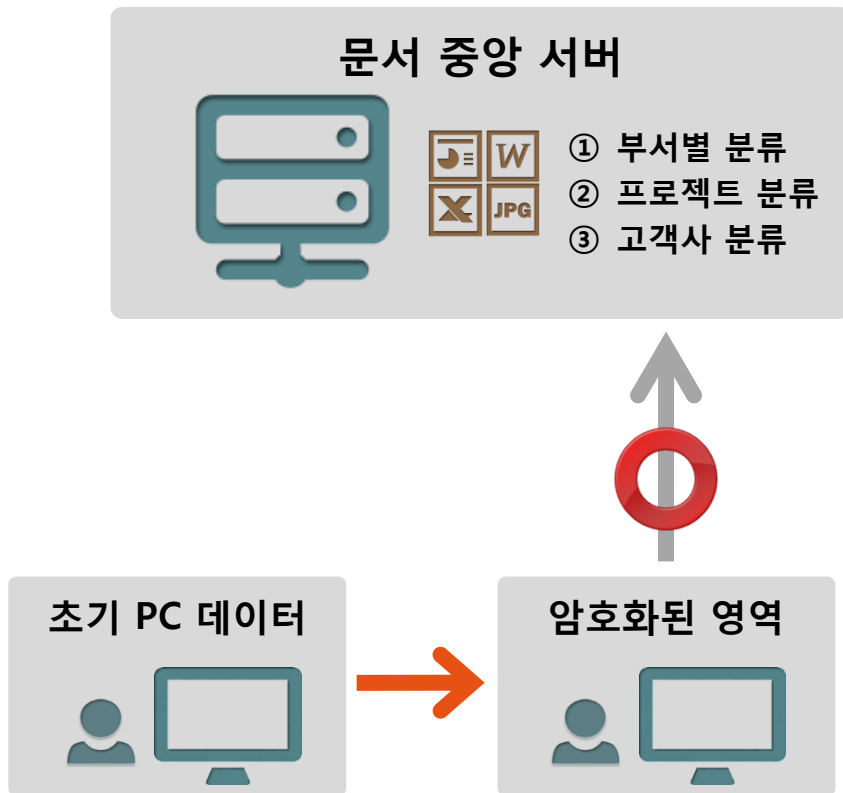 문서 중앙 서버
W
X
JPG
① 부서별 분류
② 프로젝트 분류
③ 고객사 분류
초기 PC 데이터
암호화된 영역